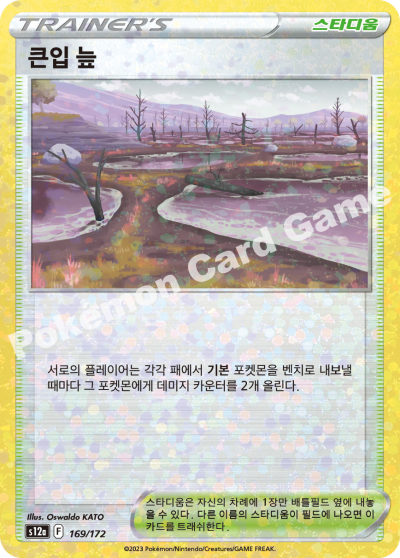 TRAINER'S
스타디움
큰입 늪
Pokémon Card Game
서로의 플레이어는 각각 패에서 기본 포켓몬을 벤치로 내보낼
때마다 그 포켓몬에게 데미지 카운터를 2개 올린다.
Illus. Oswaldo KATO
s12a F 169/172
스타디움은 자신의 차례에 1장만 배틀필드 옆에 내놓
을 수 있다. 다른 이름의 스타디움이 필드에 나오면 이
카드를 트래쉬한다.
©2023 Pokémon/Nintendo/Creatures/GAME FREAK.